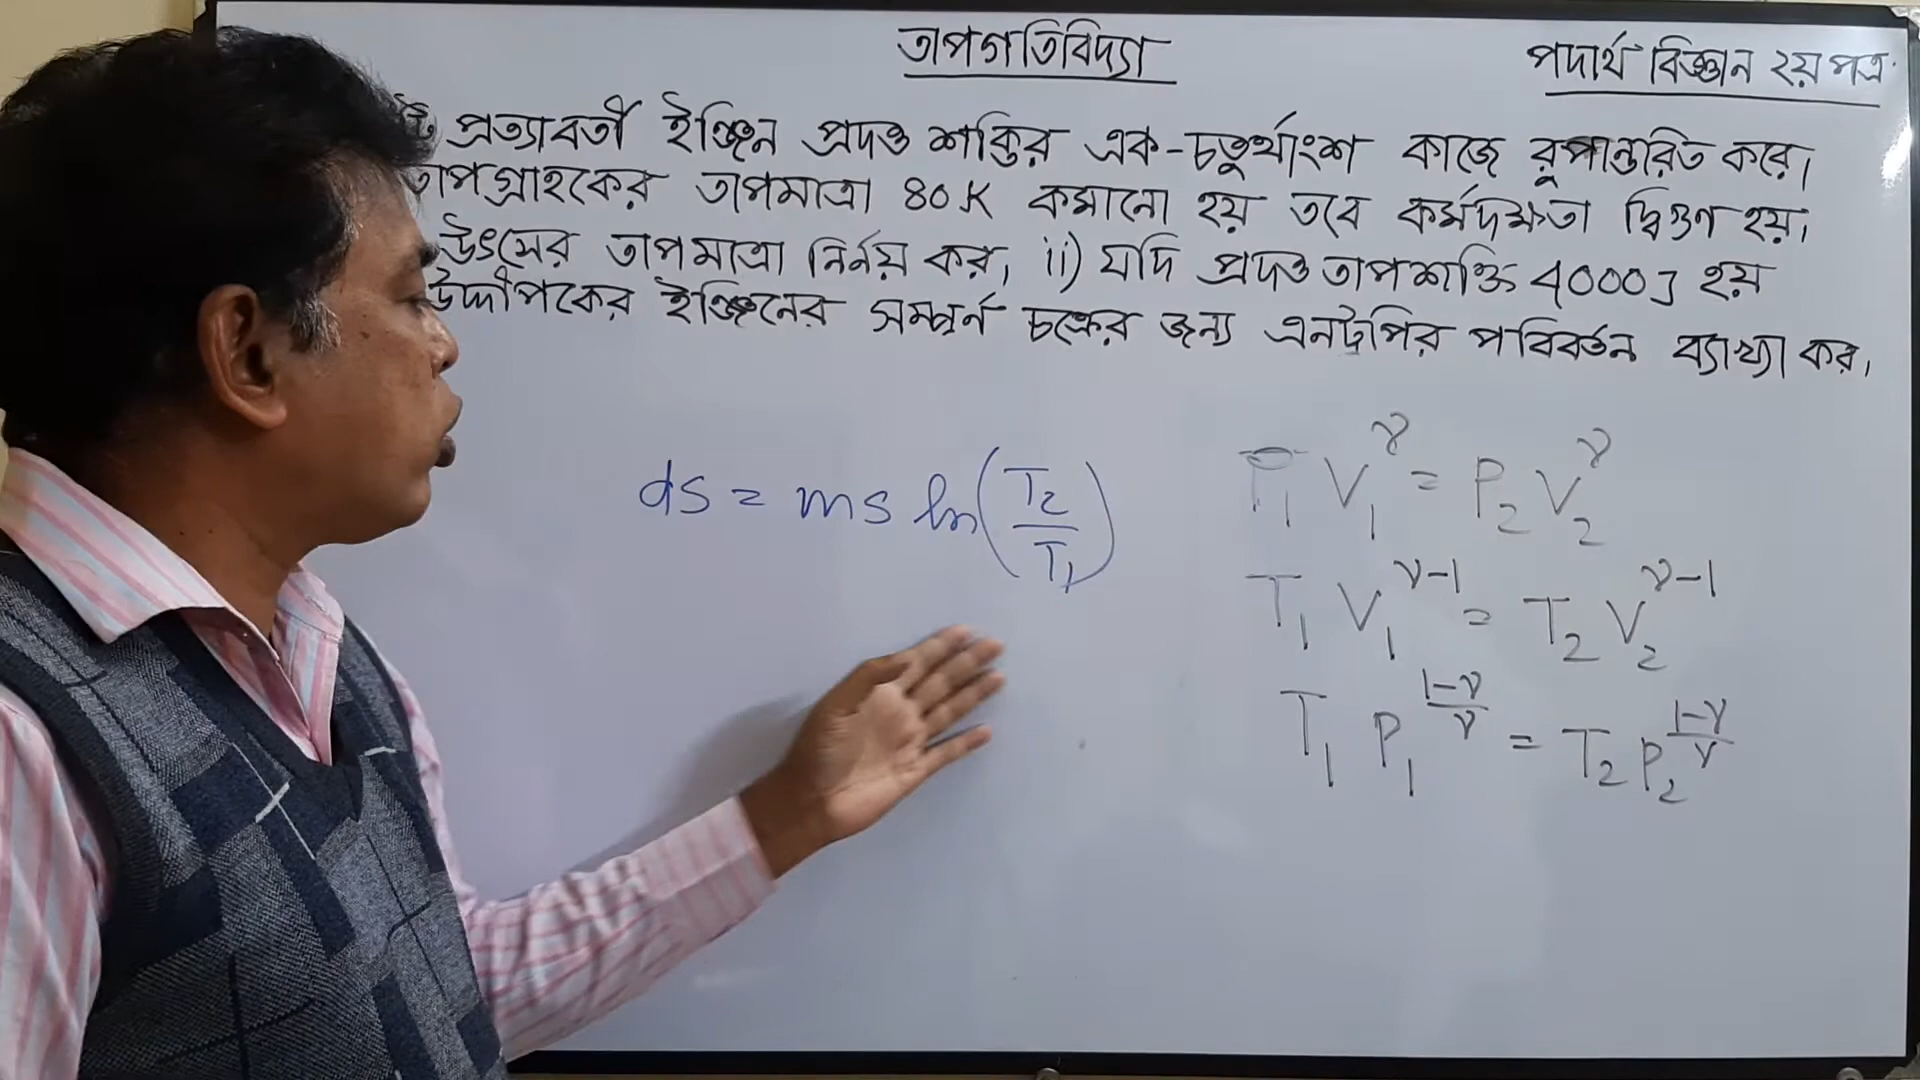 তাপগতিবিদ্যা
পদার্থ বিজ্ঞান ২য় পত্র
টি প্রত্যাবর্তী ইঞ্জিন প্রদত্ত শক্তির এক-চতুর্থাংশ কাজে রুপান্তরিত করে।
তাপগ্রাহকের তাপমাত্রা 80K কমানো হয় তবে কর্মদক্ষতা দ্বিগুণ হয়।
উৎসের তাপমাত্রা নির্নয় কর, ii) যদি প্রদত্ত তাপশক্তি 4000J হয়
উদ্দীপকের ইঞ্জিনের সম্পূর্ন চক্রের জন্য এনট্রপির পরিবর্তন ব্যাখ্যা কর।
ds = ms ln(T₂/T₁)
P₁V₁^γ = P₂V₂^γ
T₁V₁^(γ-1) = T₂V₂^(γ-1)
T₁P₁^((1-γ)/γ) = T₂P₂^((1-γ)/γ)